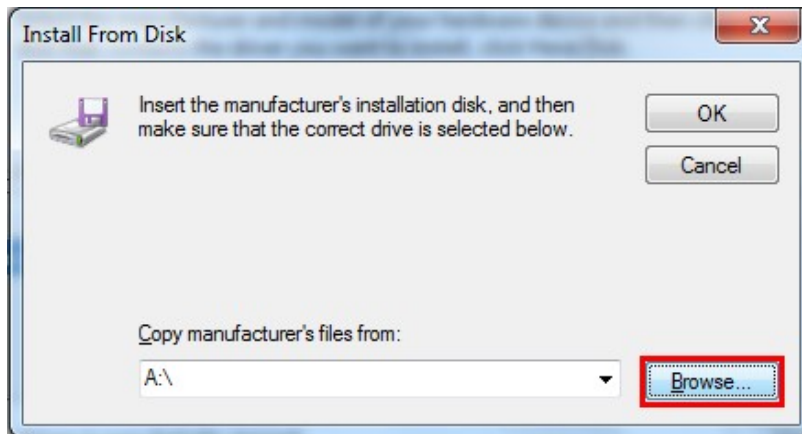 Install From Disk
Insert the manufacturer's installation disk, and then
make sure that the correct drive is selected below.
OK
Cancel
Copy manufacturer's files from:
A:\
Browse...